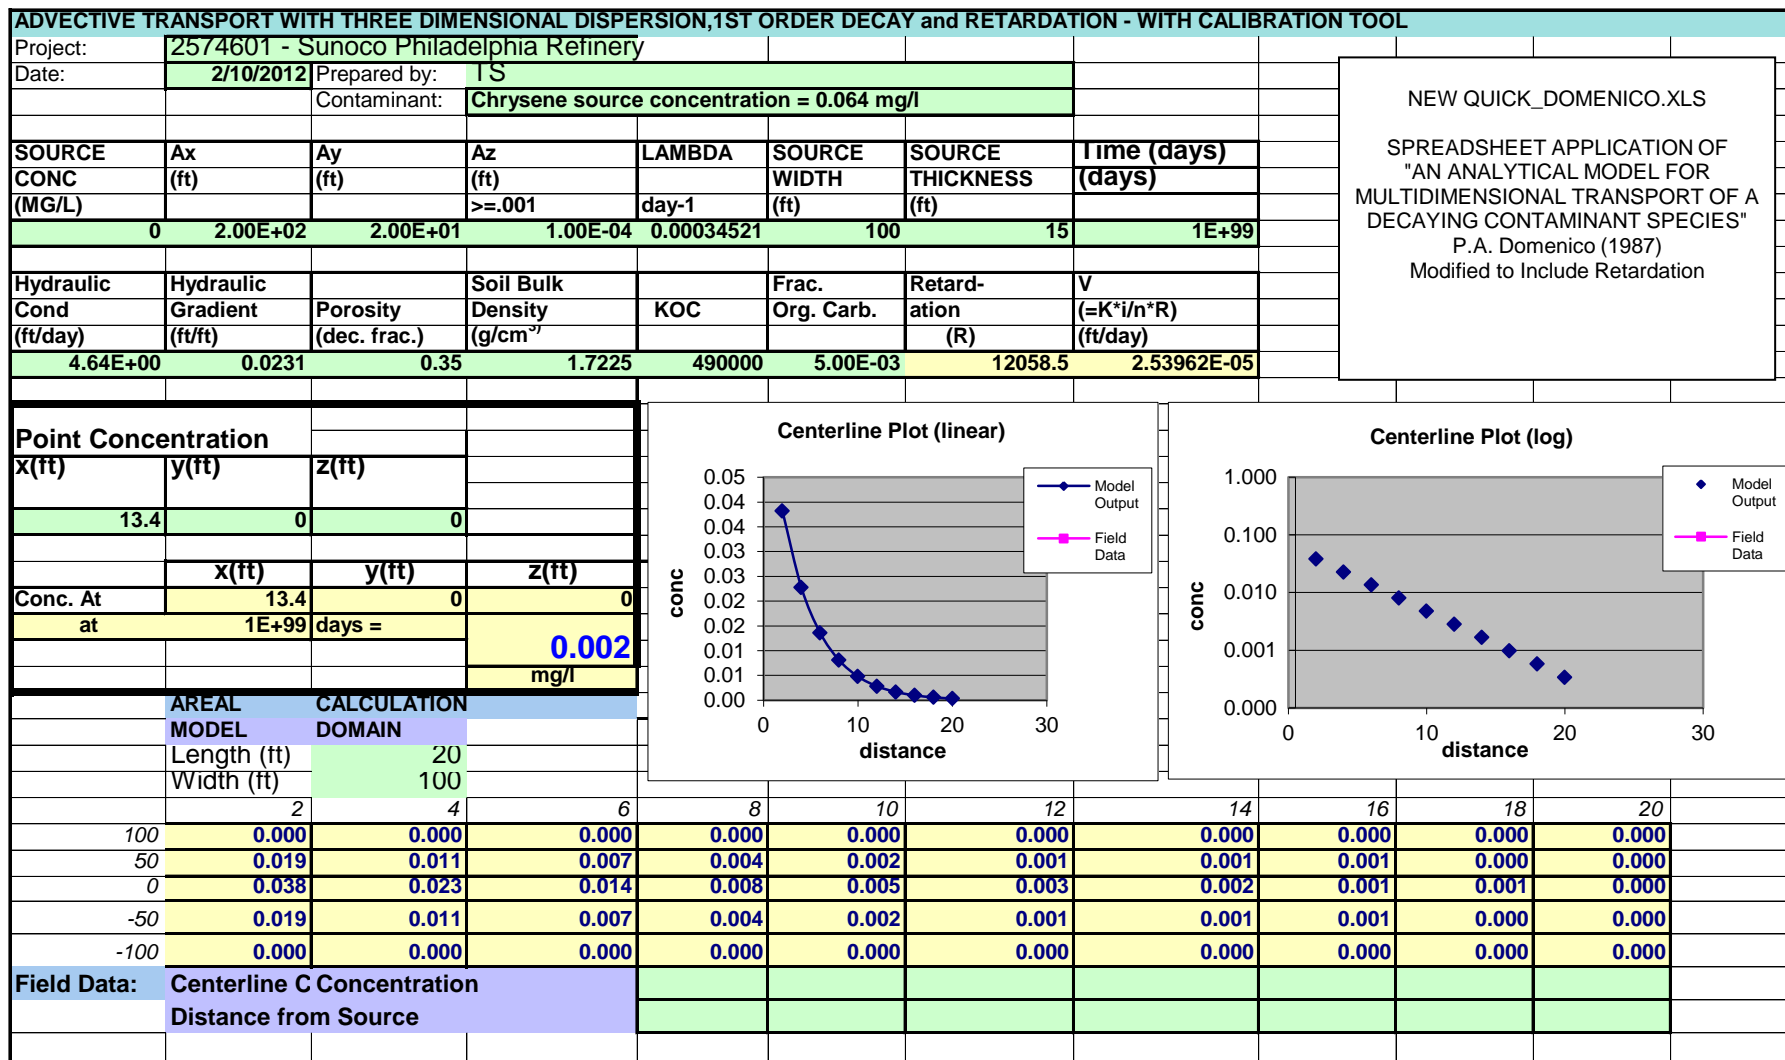 ADVECTIVE TRANSPORT WITH THREE DIMENSIONAL DISPERSION,1ST ORDER DECAY and RETARDATION - WITH CALIBRATION TOOL
Project: 2574601 - Sunoco Philadelphia Refinery
Date: 2/10/2012 Prepared by: TS
Contaminant: Chrysene source concentration = 0.064 mg/l
NEW QUICK_DOMENICO.XLS
SPREADSHEET APPLICATION OF
"AN ANALYTICAL MODEL FOR
MULTIDIMENSIONAL TRANSPORT OF A
DECAYING CONTAMINANT SPECIES"
P.A. Domenico (1987)
Modified to Include Retardation
SOURCE Ax Ay Az LAMBDA SOURCE SOURCE Time (days)
CONC (ft) (ft) (ft) WIDTH THICKNESS (days)
(MG/L) >=.001 day-1 (ft) (ft)
0 2.00E+02 2.00E+01 1.00E-04 0.00034521 100 15 1E+99
Hydraulic Hydraulic Soil Bulk Frac. Retard- V
Cond Gradient Porosity Density KOC Org. Carb. ation (=K*i/n*R)
(ft/day) (ft/ft) (dec. frac.) (g/cm³) (R) (ft/day)
4.64E+00 0.0231 0.35 1.7225 490000 5.00E-03 12058.5 2.53962E-05
Point Concentration
x(ft) y(ft) z(ft)
13.4 0 0
x(ft) y(ft) z(ft)
Conc. At 13.4 0 0
at 1E+99 days =
0.002
mg/l
Centerline Plot (linear)
0.05
0.04
0.04
0.03
0.03
0.02
0.02
0.01
0.01
0.00
0 10 20 30
distance
conc
Model
Output
Field
Data
Centerline Plot (log)
1.000
0.100
0.010
0.001
0.000
0 10 20 30
distance
conc
Model
Output
Field
Data
AREAL CALCULATION
MODEL DOMAIN
Length (ft) 20
Width (ft) 100
2 4 6 8 10 12 14 16 18 20
100 0.000 0.000 0.000 0.000 0.000 0.000 0.000 0.000 0.000 0.000
50 0.019 0.011 0.007 0.004 0.002 0.001 0.001 0.001 0.000 0.000
0 0.038 0.023 0.014 0.008 0.005 0.003 0.002 0.001 0.001 0.000
-50 0.019 0.011 0.007 0.004 0.002 0.001 0.001 0.001 0.000 0.000
-100 0.000 0.000 0.000 0.000 0.000 0.000 0.000 0.000 0.000 0.000
Field Data: Centerline C Concentration
Distance from Source